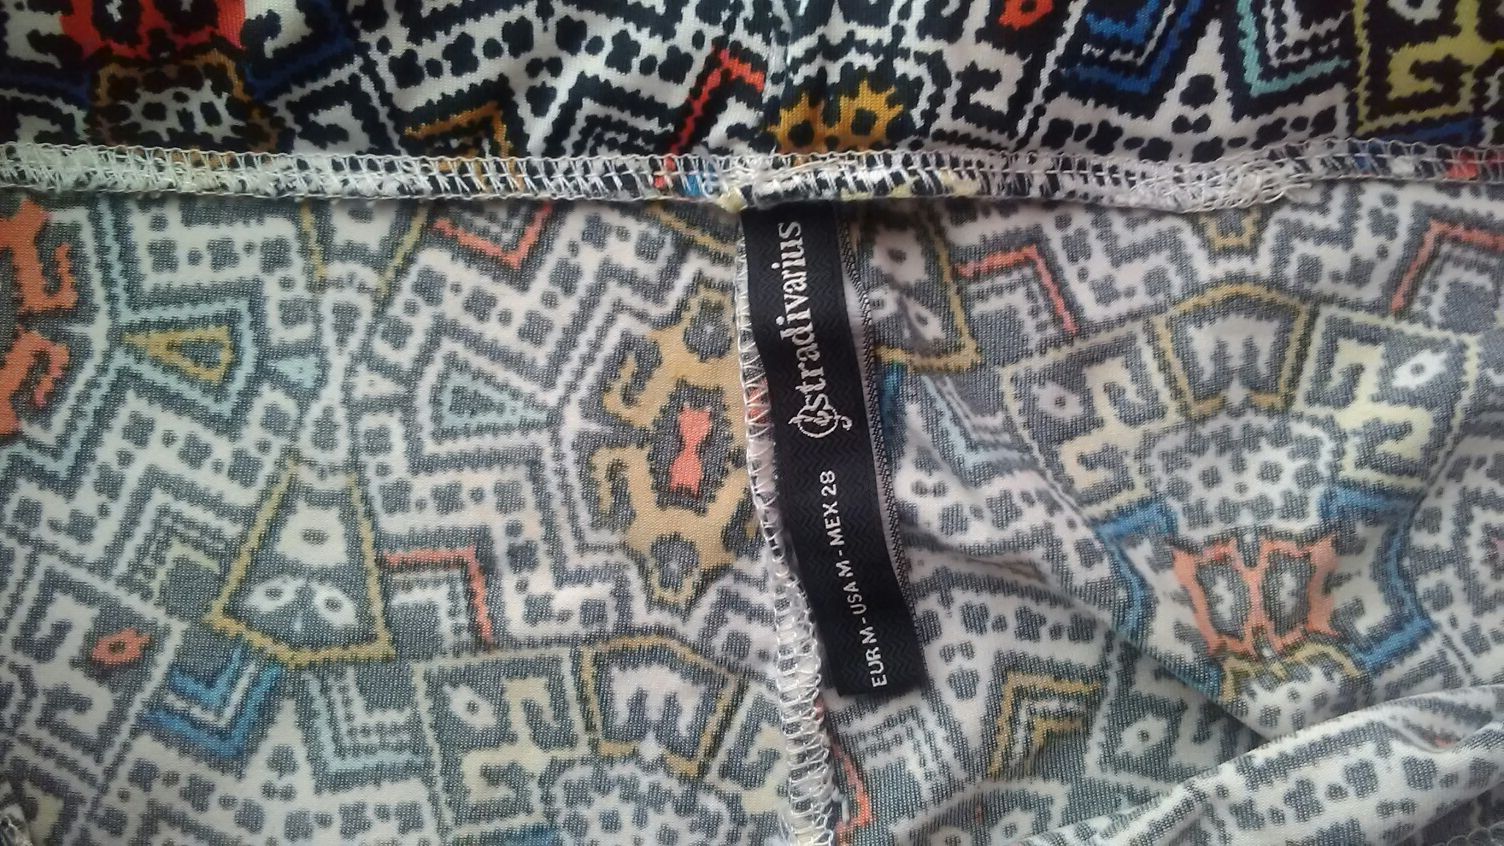 stradivarius
EUR M - USA M - MEX 28